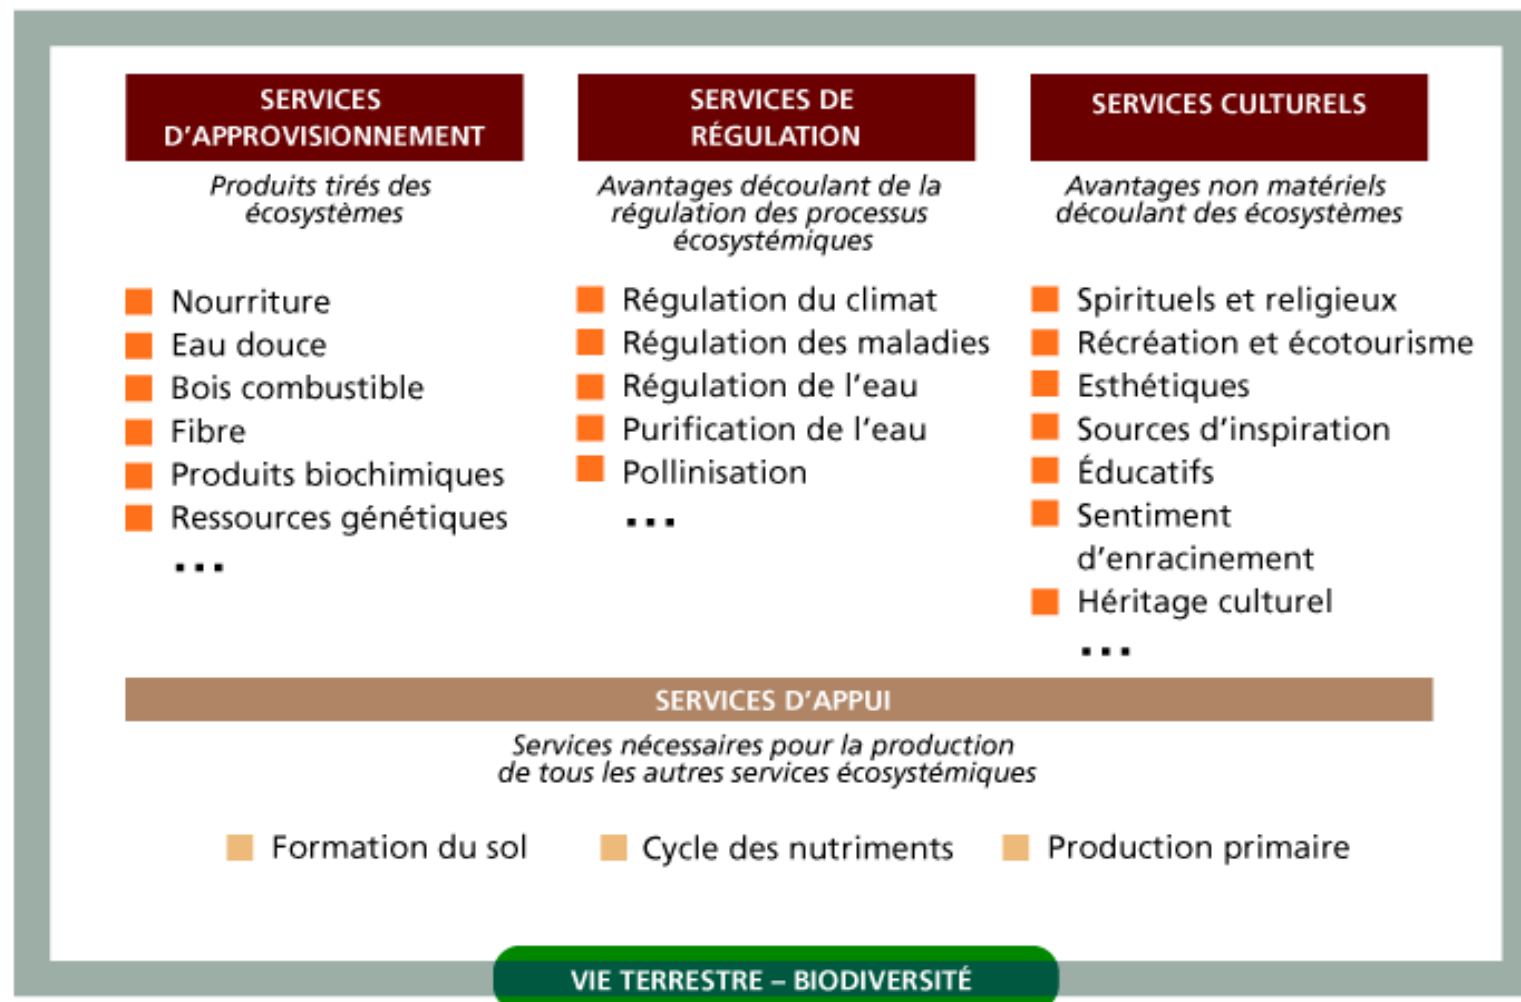 SERVICES
D'APPROVISIONNEMENT
Produits tirés des
écosystèmes
Nourriture
Eau douce
Bois combustible
Fibre
Produits biochimiques
Ressources génétiques
...
SERVICES DE
RÉGULATION
Avantages découlant de la
régulation des processus
écosystémiques
Régulation du climat
Régulation des maladies
Régulation de l'eau
Purification de l'eau
Pollinisation
...
SERVICES CULTURELS
Avantages non matériels
découlant des écosystèmes
Spirituels et religieux
Récréation et écotourisme
Esthétiques
Sources d'inspiration
Éducatifs
Sentiment
d'enracinement
Héritage culturel
...
SERVICES D'APPUI
Services nécessaires pour la production
de tous les autres services écosystémiques
Formation du sol
Cycle des nutriments
Production primaire
VIE TERRESTRE – BIODIVERSITÉ